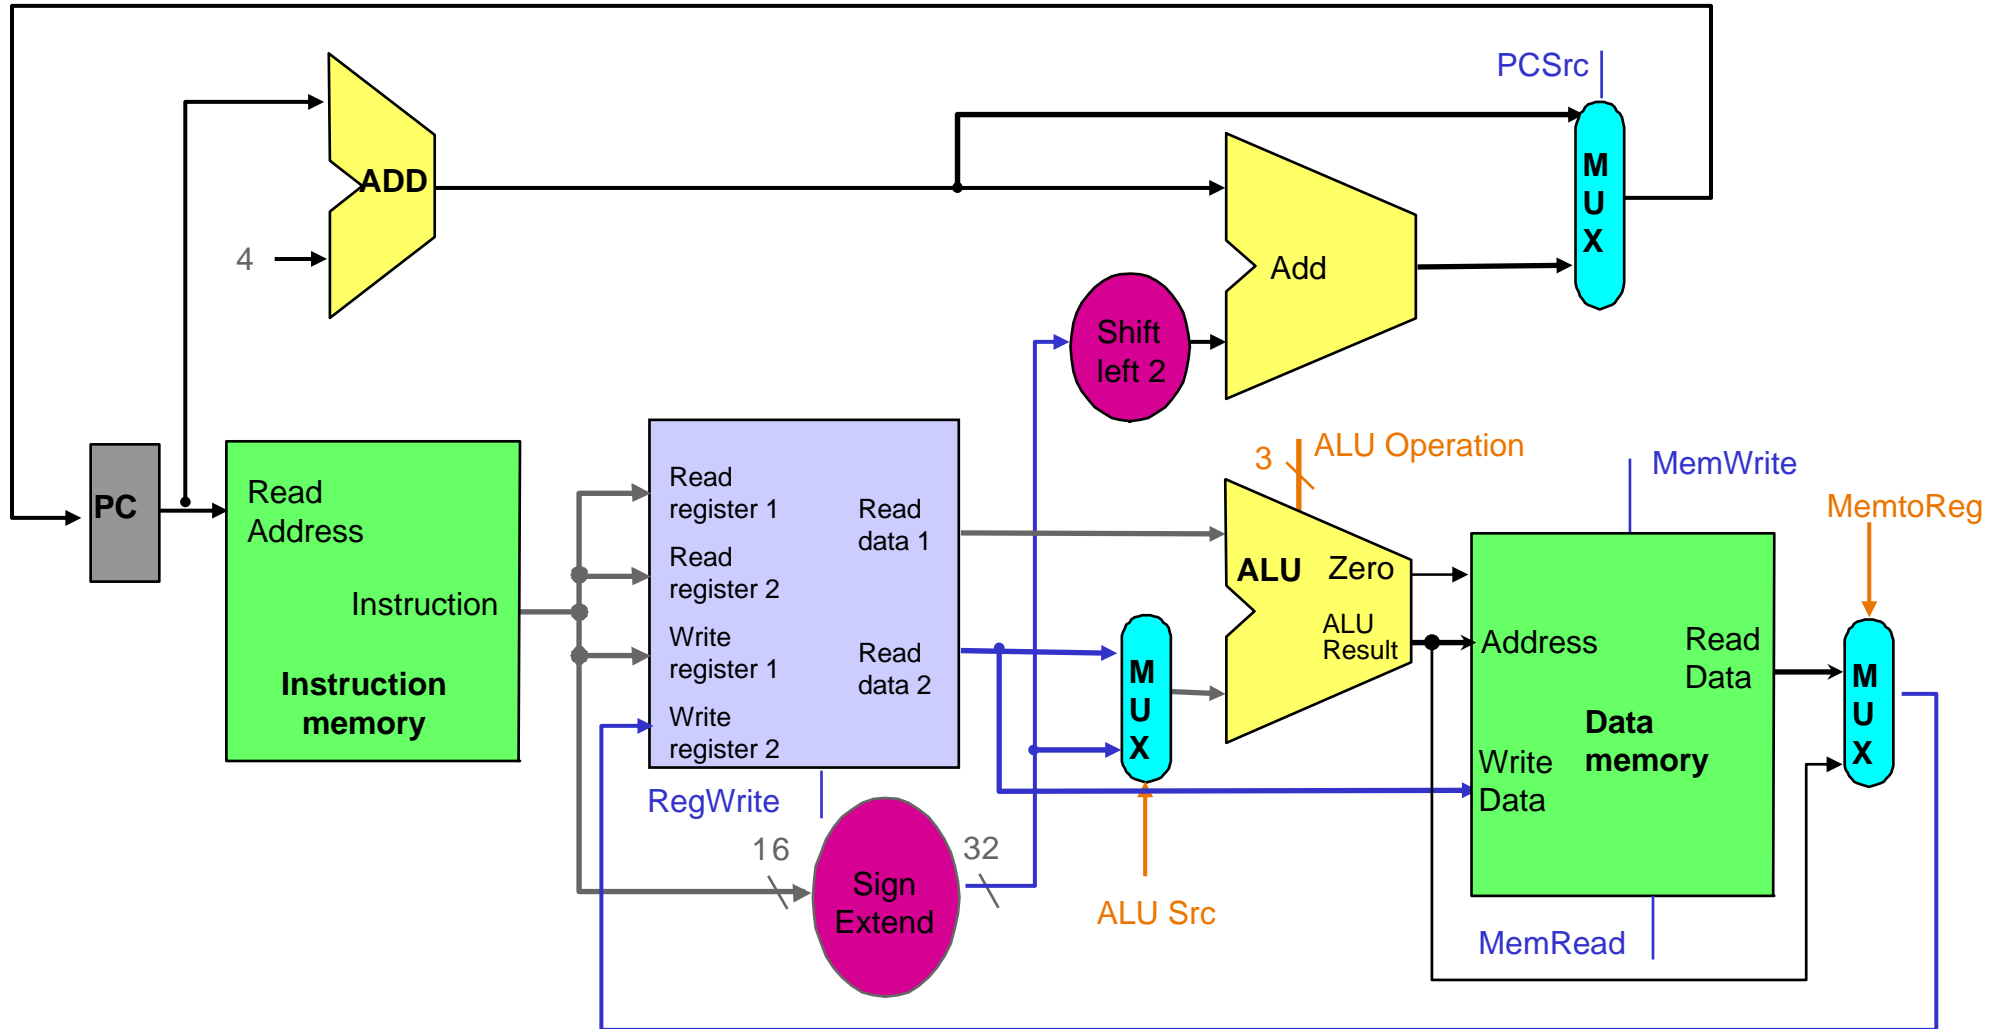 PCSrc
M
U
X
ADD
4
Add
Shift
left 2
PC
Read
Address
Instruction
Instruction
memory
Read
register 1
Read
register 2
Write
register 1
Write
register 2
Read
data 1
Read
data 2
RegWrite
16
Sign
Extend
32
M
U
X
ALU Src
3
ALU Operation
ALU
Zero
ALU
Result
MemWrite
Address
Read
Data
Data
memory
Write
Data
MemRead
MemtoReg
M
U
X